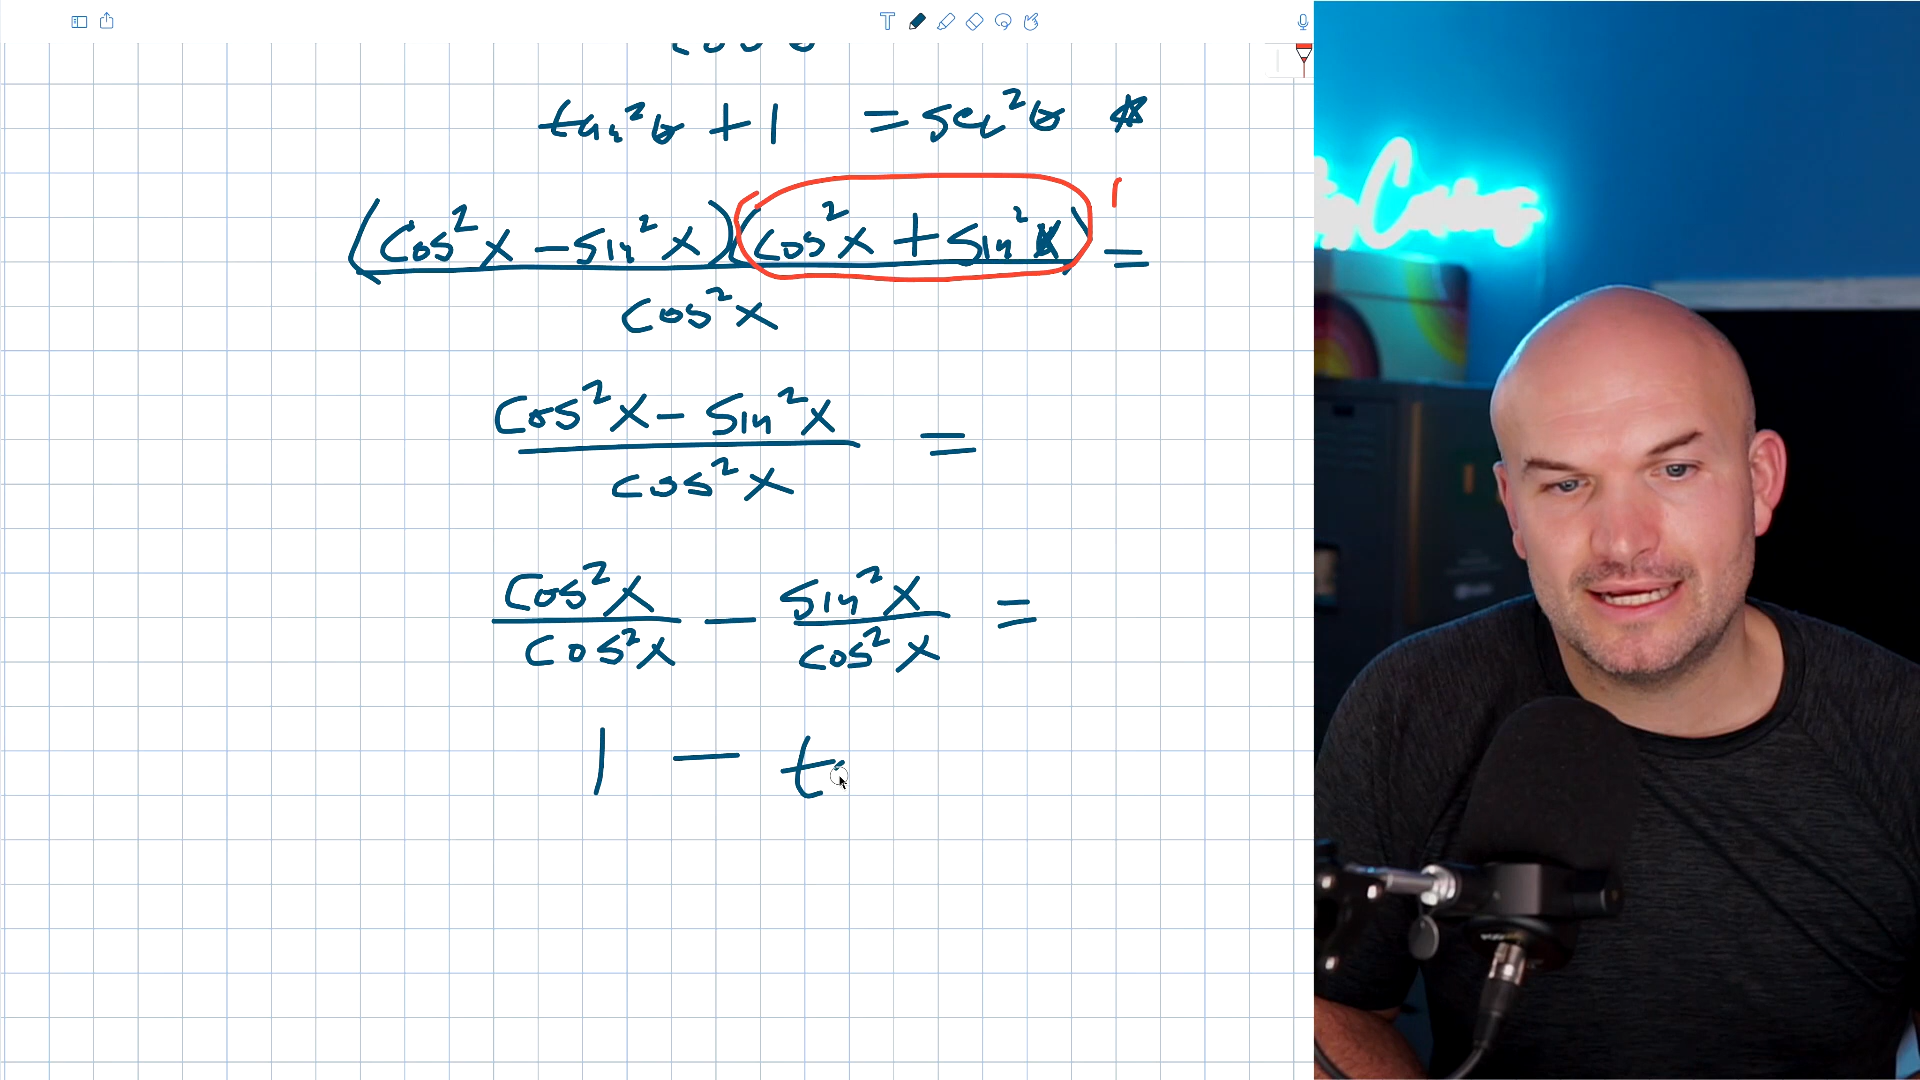 tan²θ + 1 = sec²θ *
(cos²x - sin²x)(cos²x + sin²x) 1 =
cos²x
cos²x - sin²x =
cos²x
cos²x - sin²x =
cos²x cos²x
1 - t